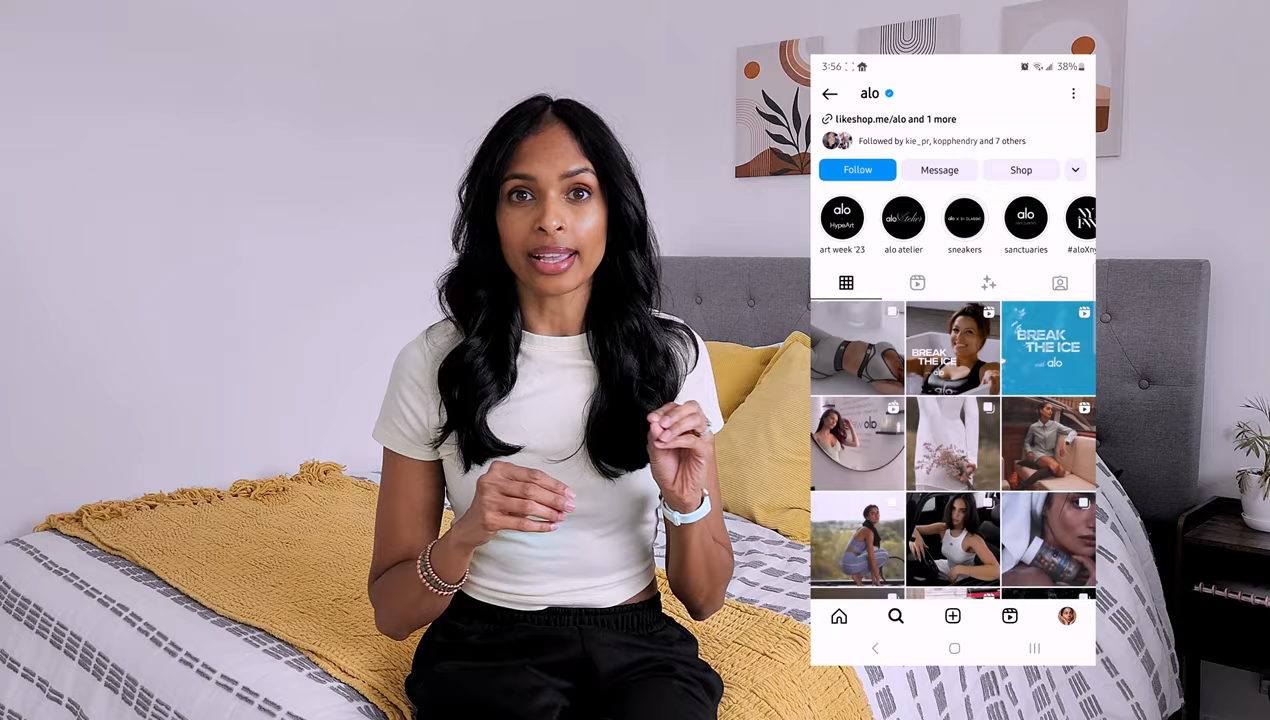 3:56
38%
alo
likeshop.me/alo and 1 more
Followed by kie_pr, kopphendry and 7 others
Follow
Message
Shop
alo
HypeArt
alo Atelier
alo
art week '23
alo atelier
sneakers
sanctuaries
#aloXny
BREAK
THE ICE
BREAK
THE ICE
alo
alo